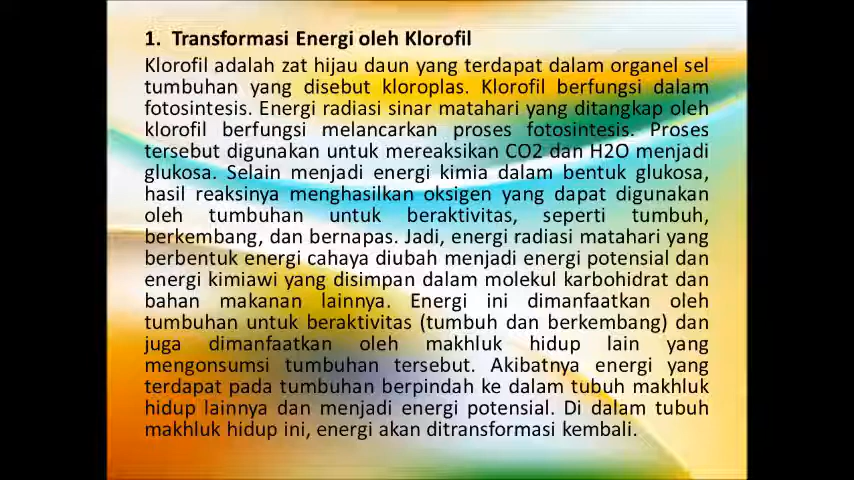 1. Transformasi Energi oleh Klorofil
Klorofil adalah zat hijau daun yang terdapat dalam organel sel
tumbuhan yang disebut kloroplas. Klorofil berfungsi dalam
fotosintesis. Energi radiasi sinar matahari yang ditangkap oleh
klorofil berfungsi melancarkan proses fotosintesis. Proses
tersebut digunakan untuk mereaksikan CO2 dan H2O menjadi
glukosa. Selain menjadi energi kimia dalam bentuk glukosa,
hasil reaksinya menghasilkan oksigen yang dapat digunakan
oleh tumbuhan untuk beraktivitas, seperti tumbuh,
berkembang, dan bernapas. Jadi, energi radiasi matahari yang
berbentuk energi cahaya diubah menjadi energi potensial dan
energi kimiawi yang disimpan dalam molekul karbohidrat dan
bahan makanan lainnya. Energi ini dimanfaatkan oleh
tumbuhan untuk beraktivitas (tumbuh dan berkembang) dan
juga dimanfaatkan oleh makhluk hidup lain yang
mengonsumsi tumbuhan tersebut. Akibatnya energi yang
terdapat pada tumbuhan berpindah ke dalam tubuh makhluk
hidup lainnya dan menjadi energi potensial. Di dalam tubuh
makhluk hidup ini, energi akan ditransformasi kembali.